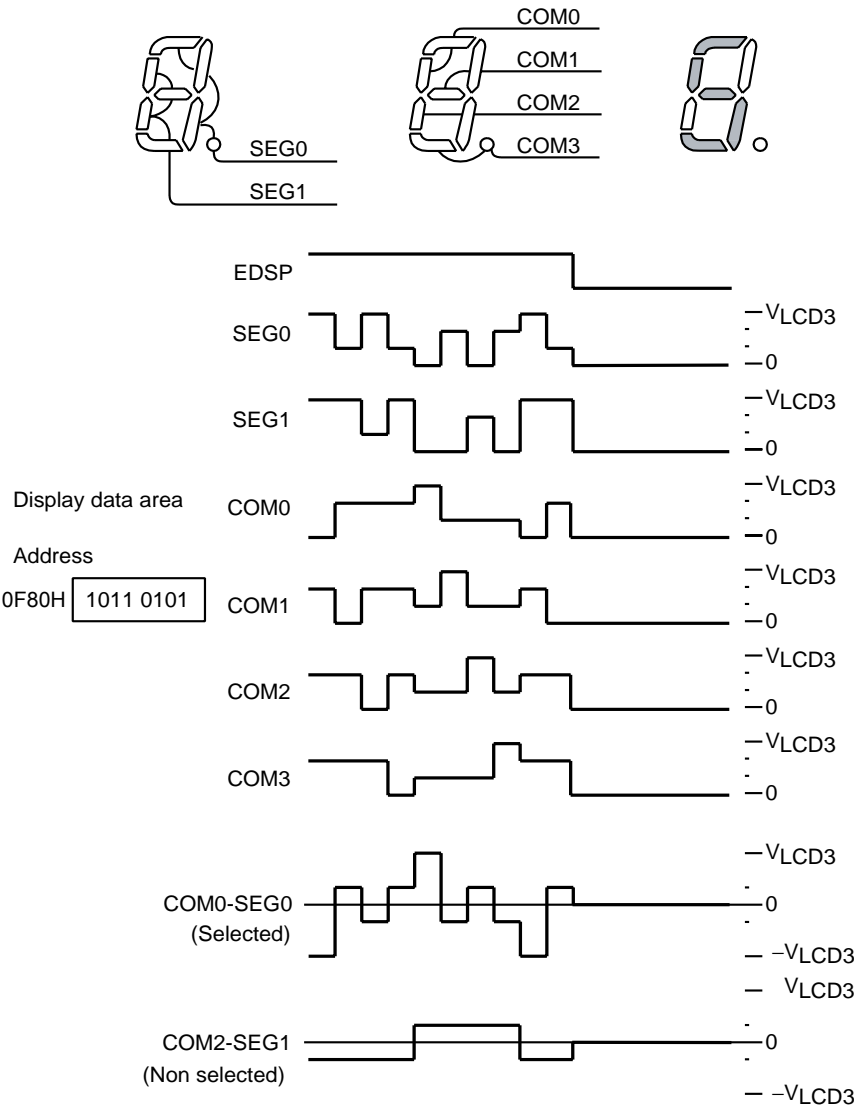 COM0
COM1
COM2
COM3
SEG0
SEG1
EDSP
SEG0
VLCD3
0
SEG1
VLCD3
0
Display data area
COM0
VLCD3
0
Address
0F80H 1011 0101
COM1
VLCD3
0
COM2
VLCD3
0
COM3
VLCD3
0
VLCD3
COM0-SEG0
0
(Selected)
−VLCD3
VLCD3
COM2-SEG1
0
(Non selected)
−VLCD3